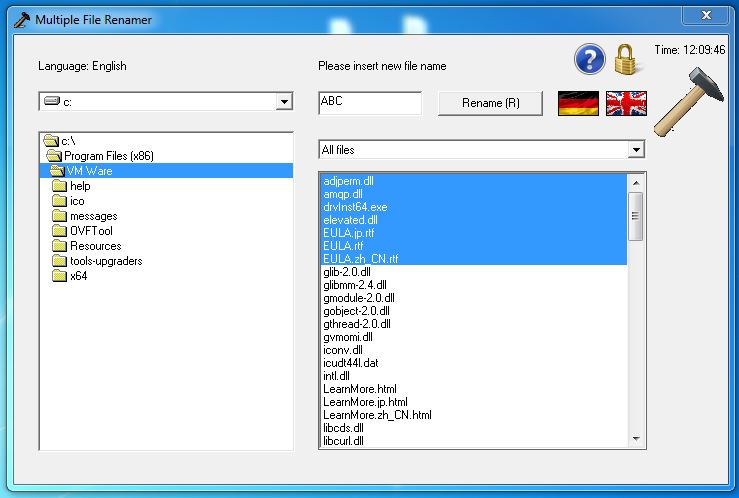 Multiple File Renamer
Time: 12:09:46
Language: English
Please insert new file name
c:
ABC
Rename (R)
c:\
Program Files (x86)
VM Ware
help
ico
messages
OVFTool
Resources
tools-upgraders
x64
All files
adjperm.dll
amqp.dll
drvInst64.exe
elevated.dll
EULA.jp.rtf
EULA.rtf
EULA.zh_CN.rtf
glib-2.0.dll
glibmm-2.4.dll
gmodule-2.0.dll
gobject-2.0.dll
gthread-2.0.dll
gvmomi.dll
iconv.dll
icudt44l.dat
intl.dll
LearnMore.html
LearnMore.jp.html
LearnMore.zh_CN.html
libcds.dll
libcurl.dll